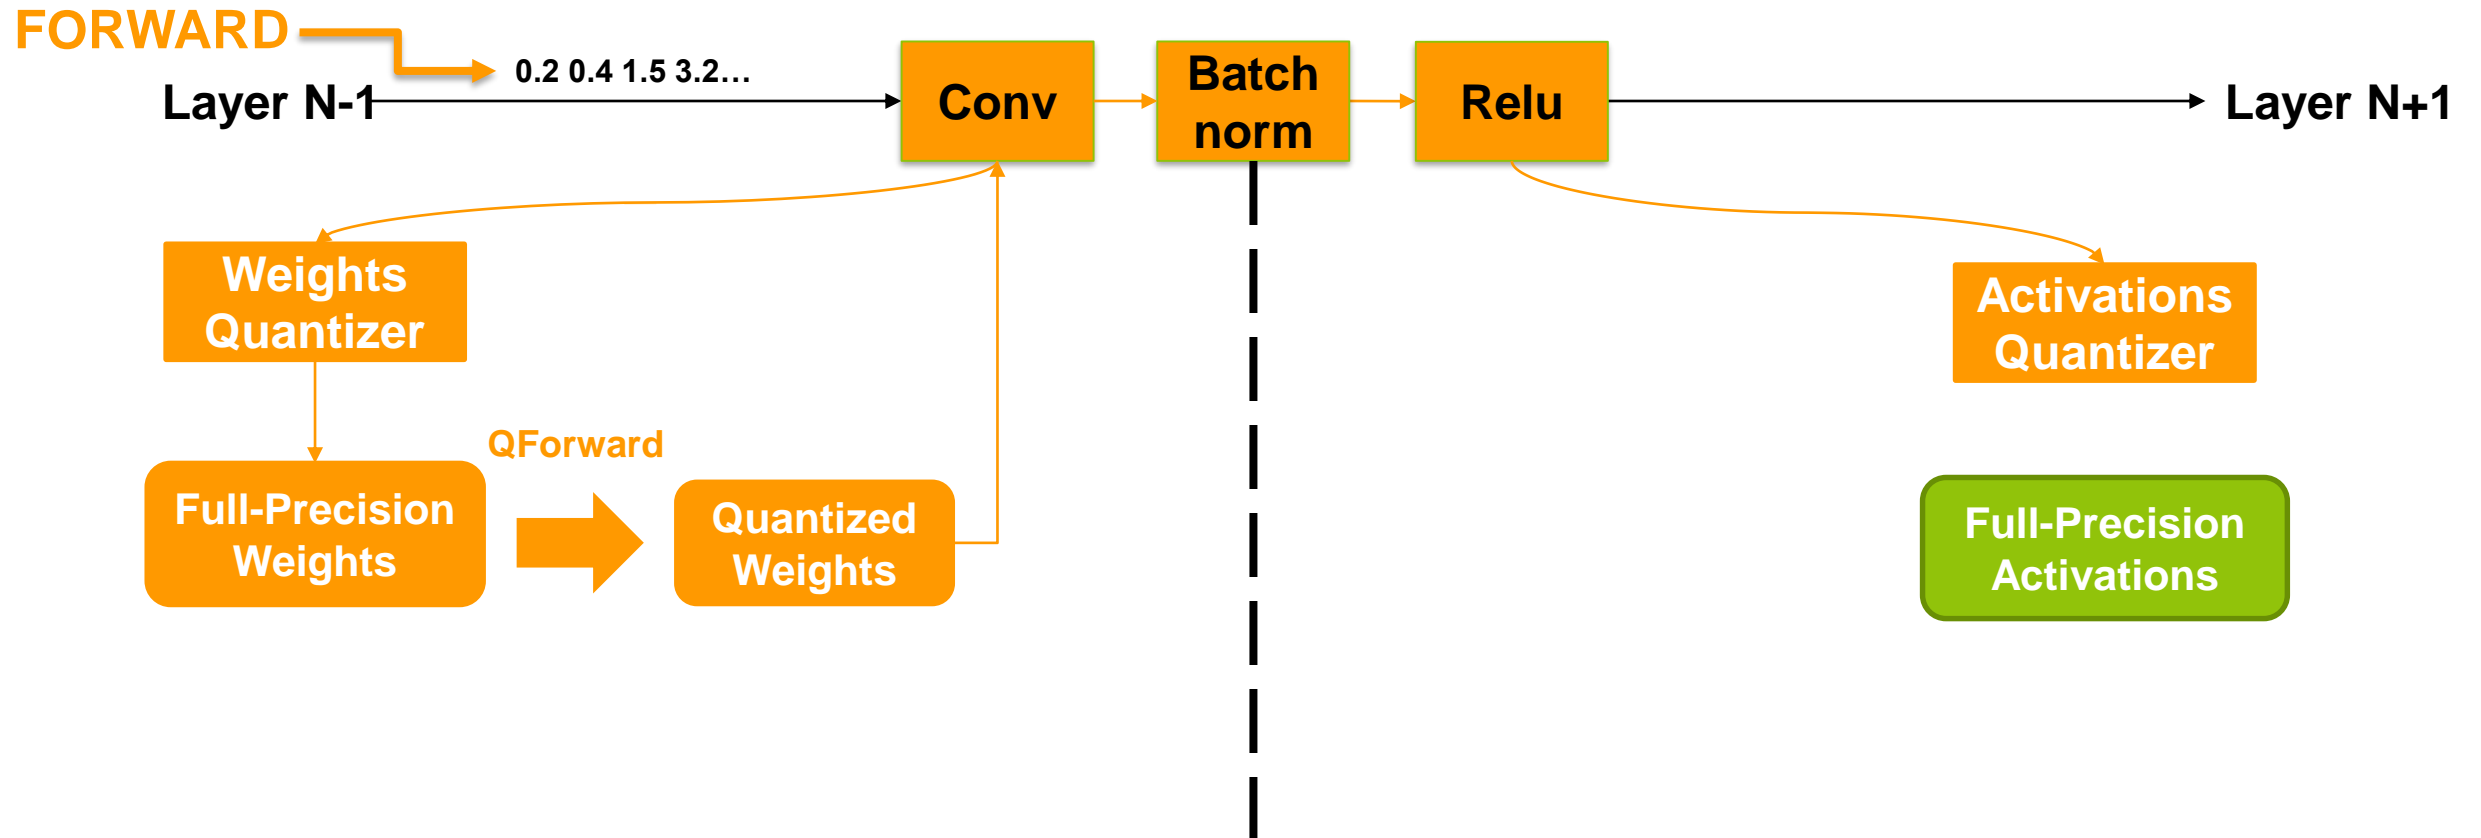 FORWARD
0.2 0.4 1.5 3.2…
Layer N-1
Conv
Batch
norm
Relu
Layer N+1
Weights
Quantizer
Activations
Quantizer
QForward
Full-Precision
Weights
Quantized
Weights
Full-Precision
Activations